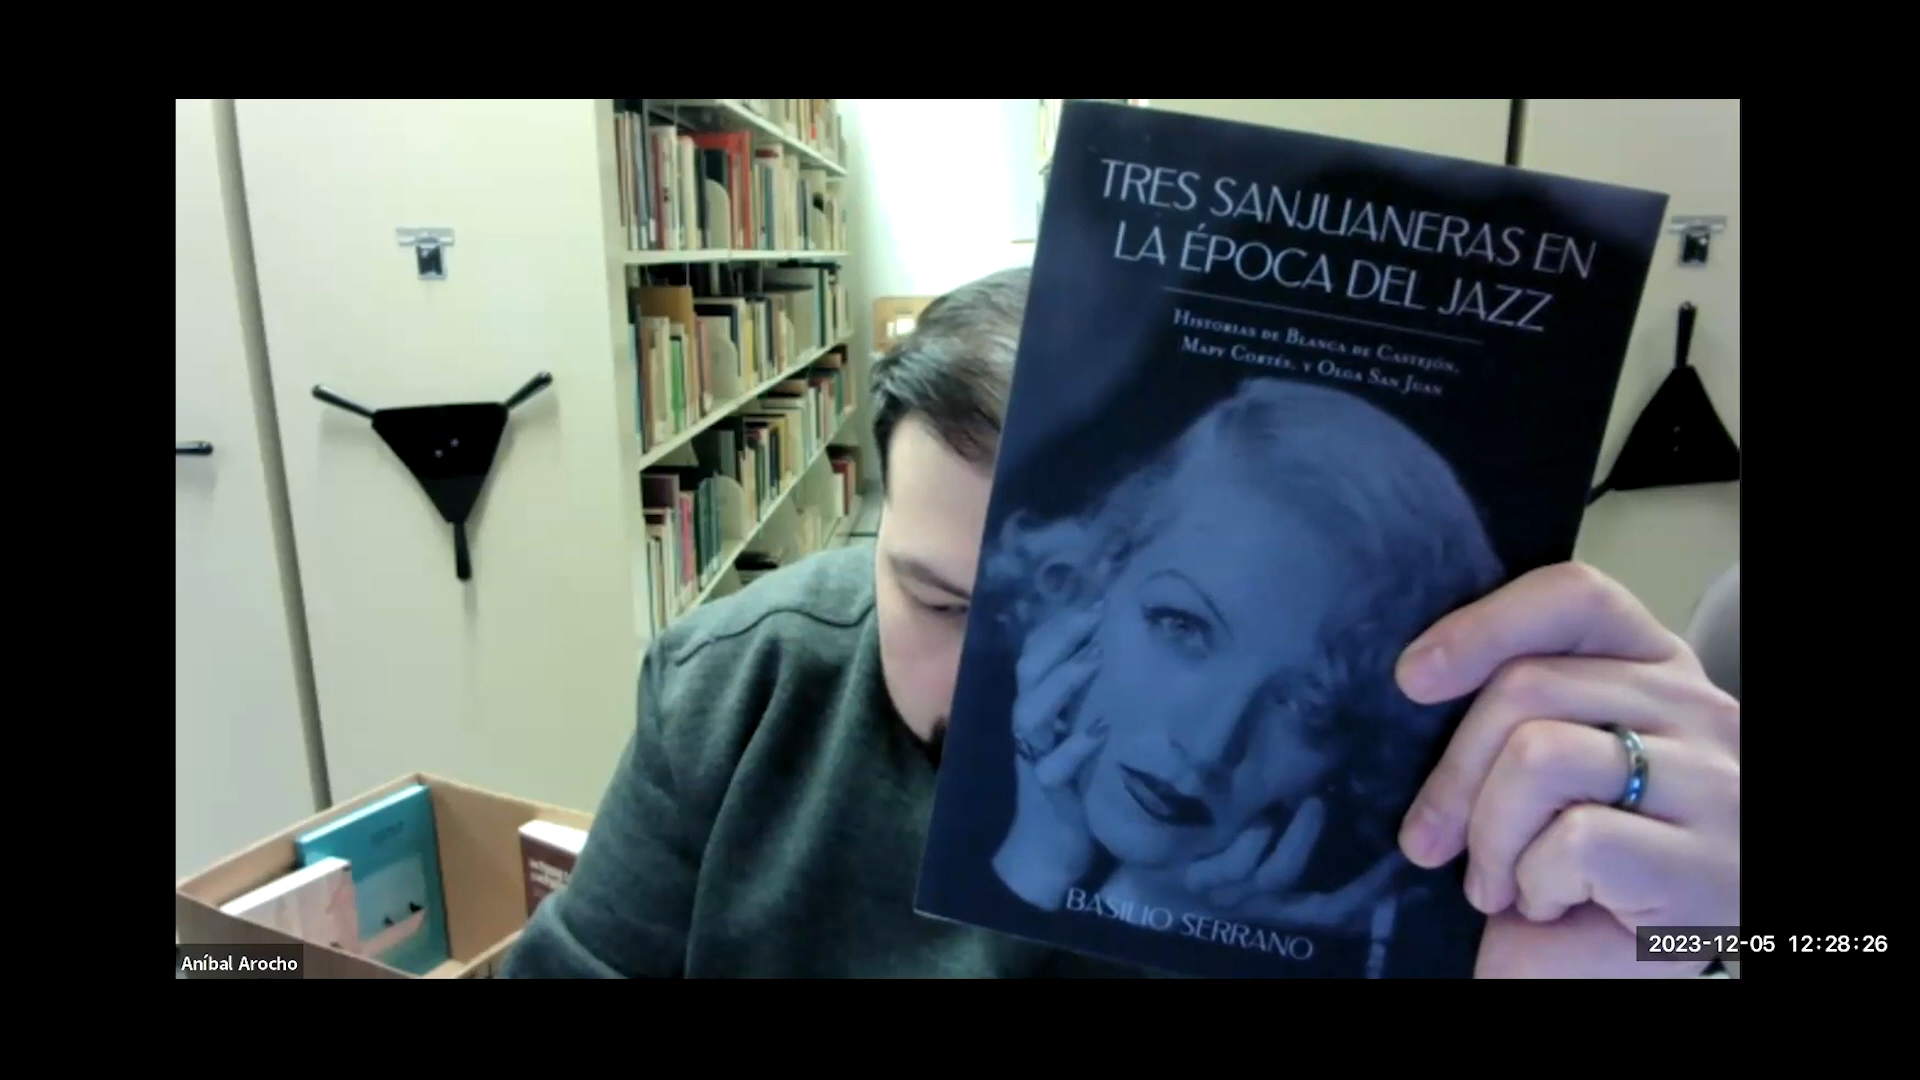 TRES SANJUANERAS EN
LA ÉPOCA DEL JAZZ
HISTORIAS DE BLANCA DE CASTEJÓN,
MAPY CORTÉS, Y OLGA SAN JUAN
BASILIO SERRANO
Aníbal Arocho
2023-12-05 12:28:26